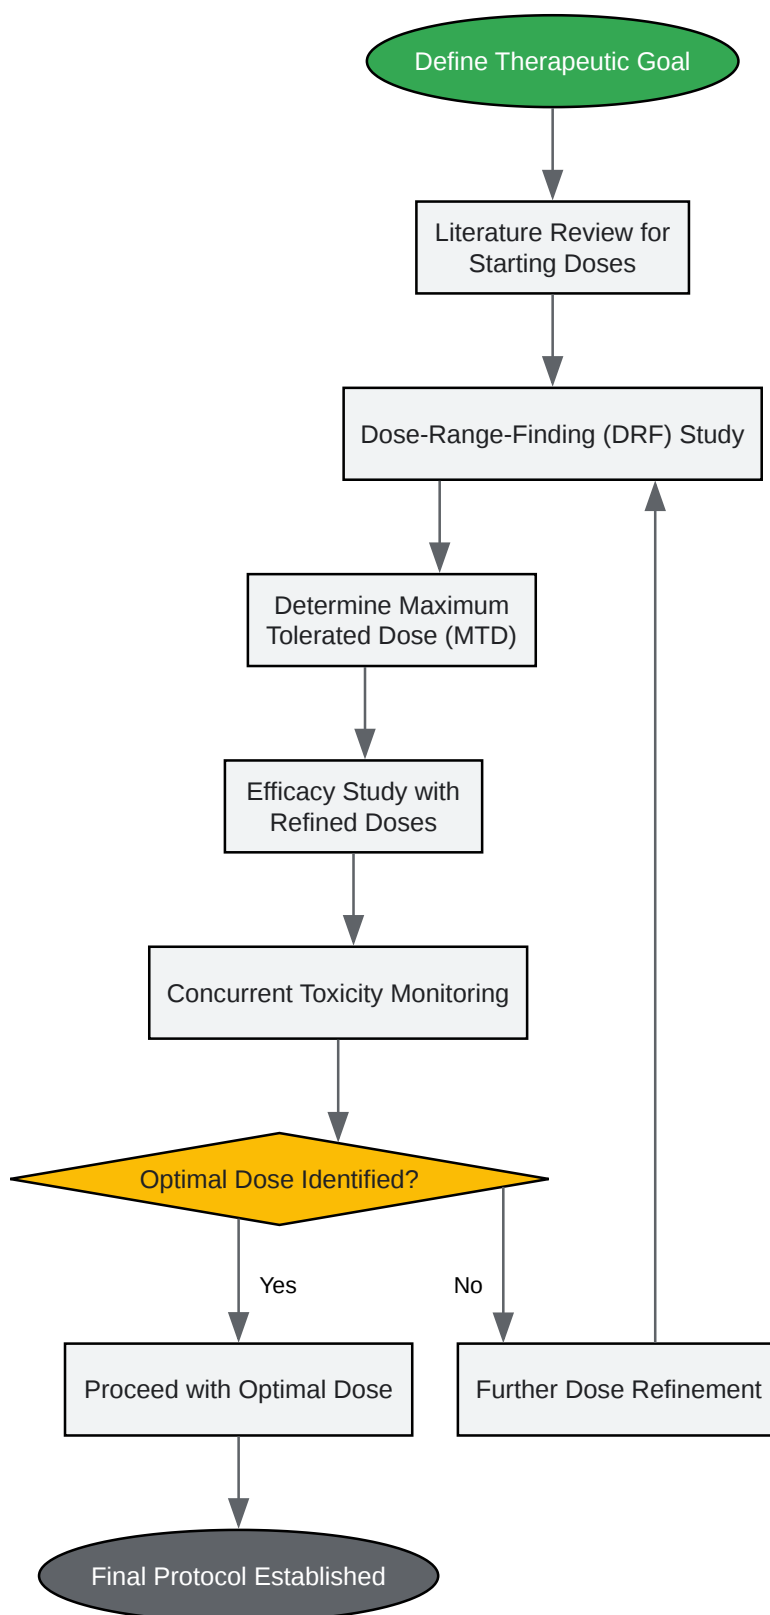 Define Therapeutic Goal
Literature Review for
Starting Doses
Dose-Range-Finding (DRF) Study
Determine Maximum
Tolerated Dose (MTD)
Efficacy Study with
Refined Doses
Concurrent Toxicity Monitoring
Optimal Dose Identified?
Yes
No
Proceed with Optimal Dose
Further Dose Refinement
Final Protocol Established